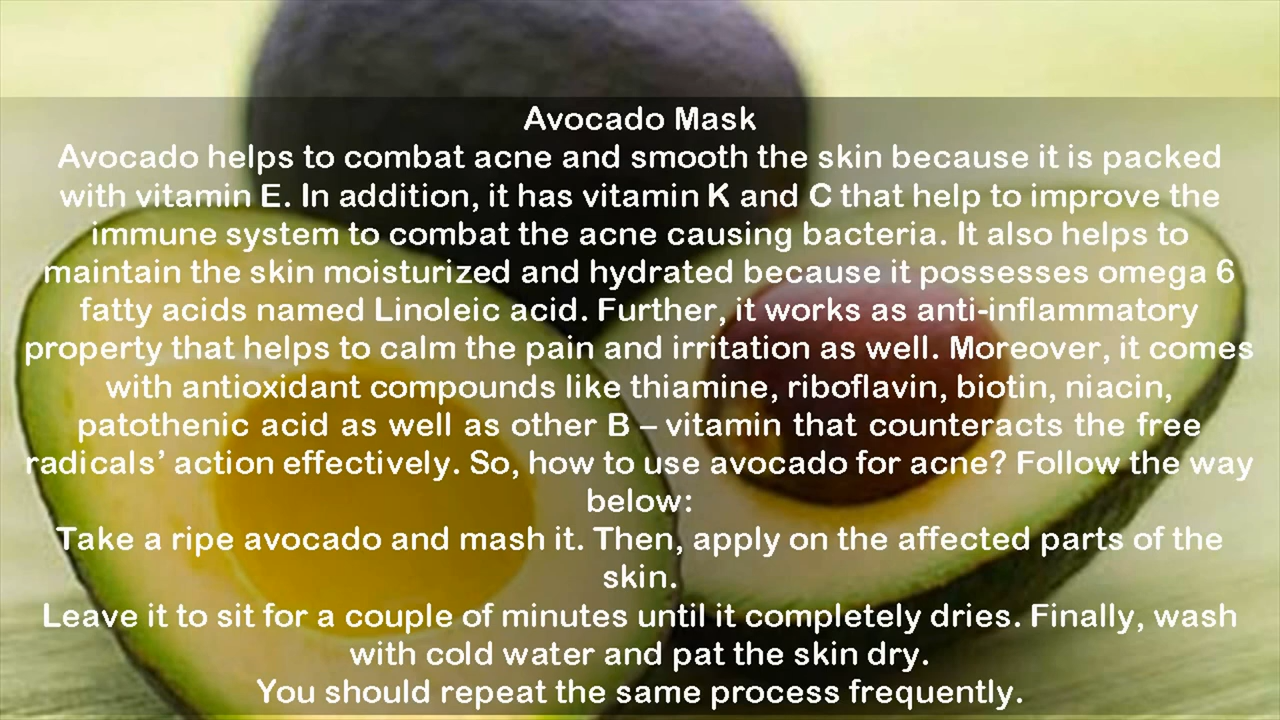 Avocado Mask
Avocado helps to combat acne and smooth the skin because it is packed
with vitamin E. In addition, it has vitamin K and C that help to improve the
immune system to combat the acne causing bacteria. It also helps to
maintain the skin moisturized and hydrated because it possesses omega 6
fatty acids named Linoleic acid. Further, it works as anti-inflammatory
property that helps to calm the pain and irritation as well. Moreover, it comes
with antioxidant compounds like thiamine, riboflavin, biotin, niacin,
patothenic acid as well as other B – vitamin that counteracts the free
radicals’ action effectively. So, how to use avocado for acne? Follow the way
below:
Take a ripe avocado and mash it. Then, apply on the affected parts of the
skin.
Leave it to sit for a couple of minutes until it completely dries. Finally, wash
with cold water and pat the skin dry.
You should repeat the same process frequently.